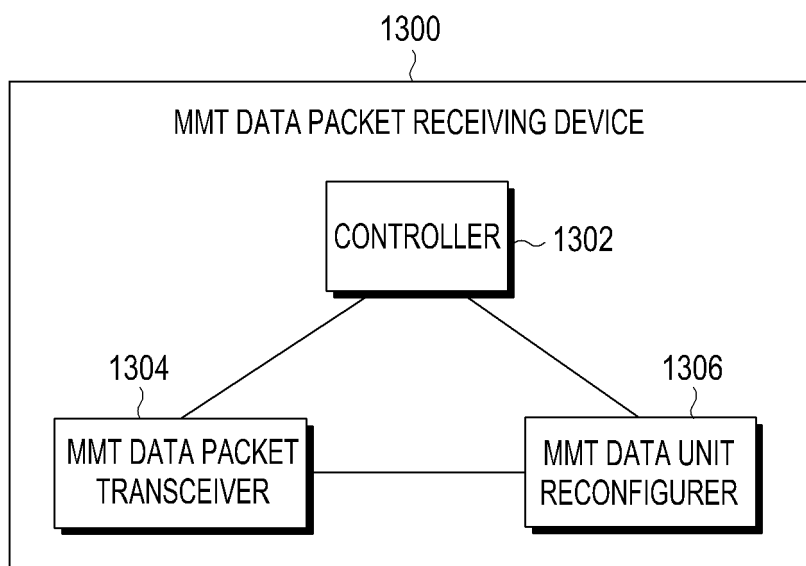 1300
MMT DATA PACKET RECEIVING DEVICE
CONTROLLER
1302
1304
1306
MMT DATA PACKET
TRANSCEIVER
MMT DATA UNIT
RECONFIGURER